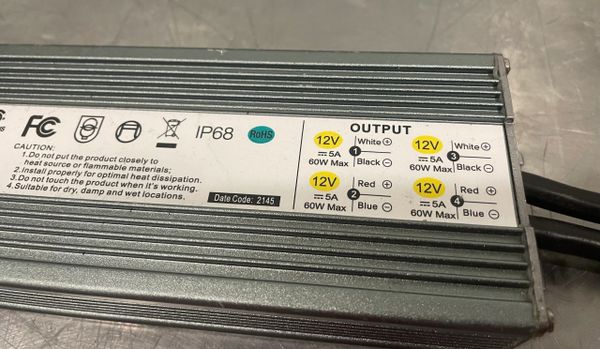 FC
IP68
RoHS
CAUTION:
1.Do not put the product closely to
heat source or flammable materials;
2.Install properly for optimal heat dissipation.
3.Do not touch the product when it's working.
4.Suitable for dry, damp and wet locations.
Date Code: 2145
OUTPUT
12V
⎓ 5A
60W Max
1
White ⊕
Black ⊖
12V
⎓ 5A
60W Max
3
White ⊕
Black ⊖
12V
⎓ 5A
60W Max
2
Red ⊕
Blue ⊖
12V
⎓ 5A
60W Max
4
Red ⊕
Blue ⊖